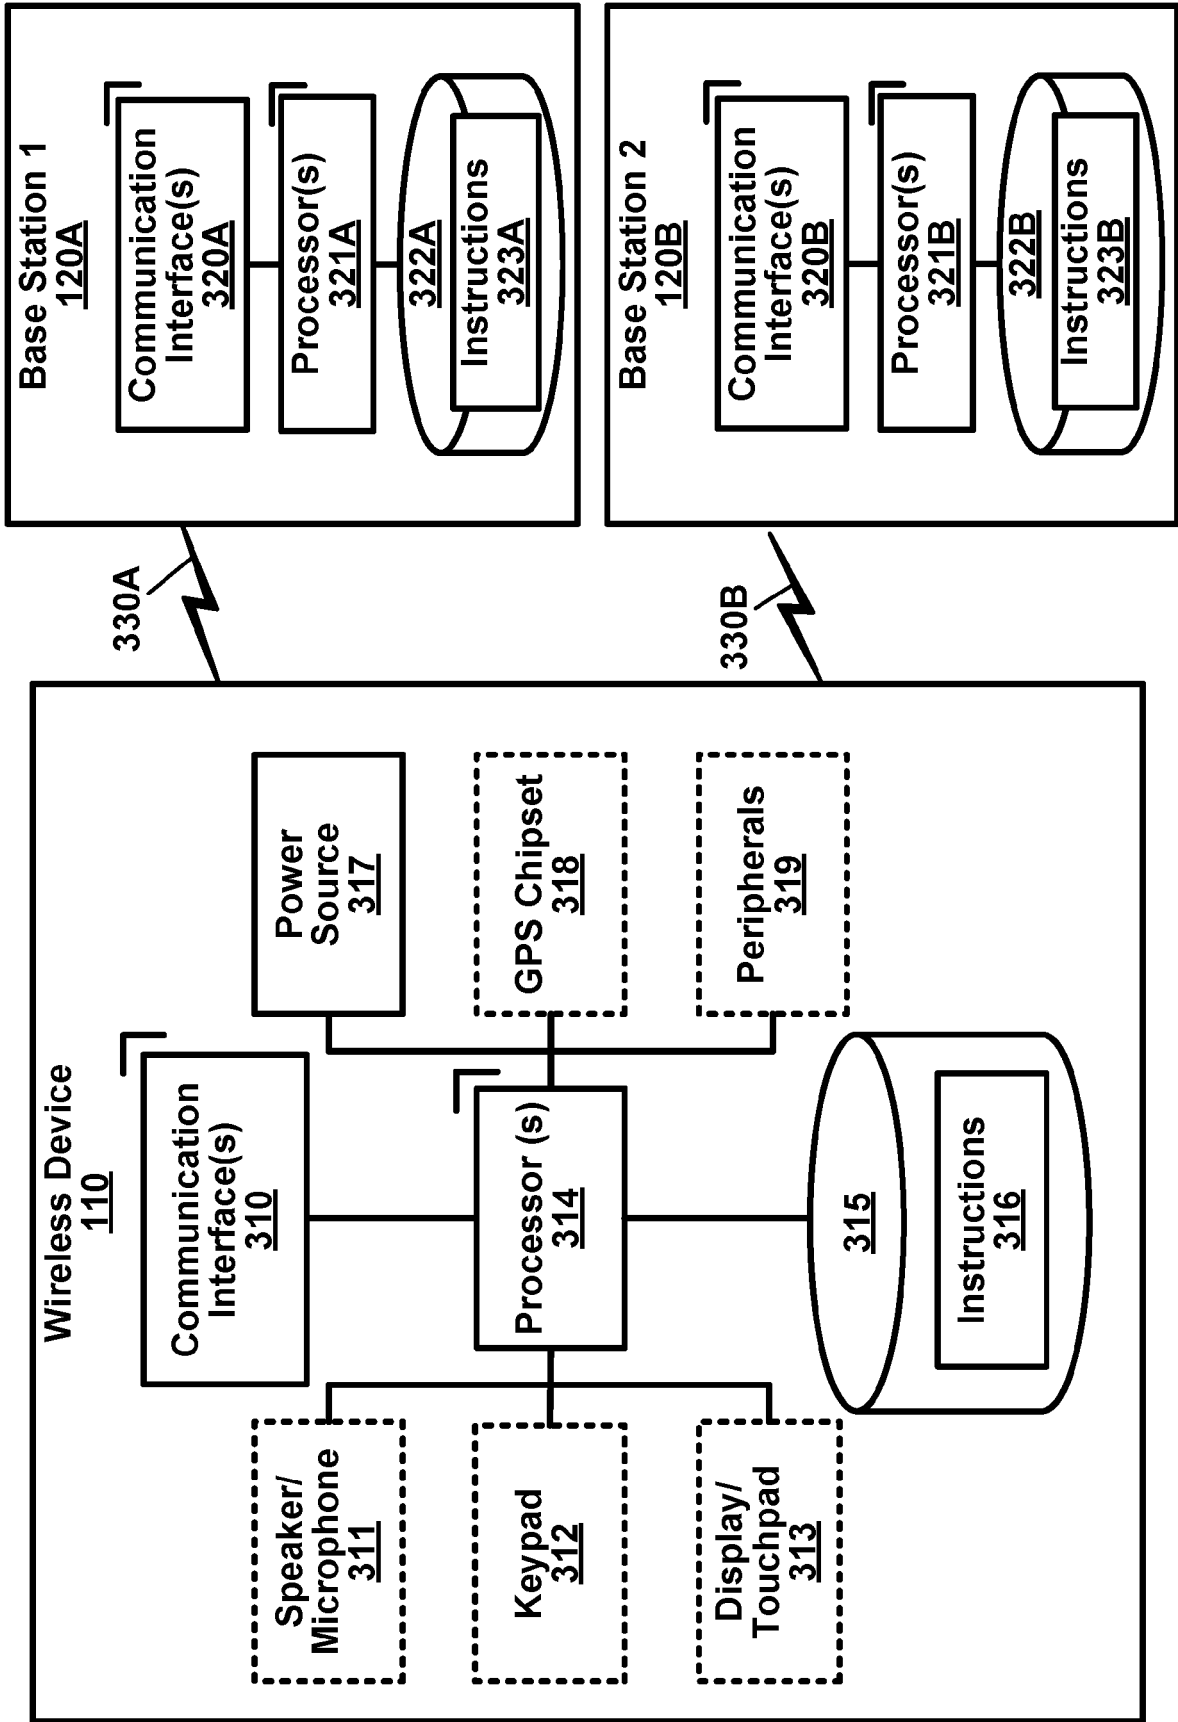 Wireless Device
110
Communication
Interface(s)
310
Speaker/
Microphone
311
Keypad
312
Display/
Touchpad
313
Processor (s)
314
315
Instructions
316
Power
Source
317
GPS Chipset
318
Peripherals
319
330A
330B
Base Station 1
120A
Communication
Interface(s)
320A
Processor(s)
321A
322A
Instructions
323A
Base Station 2
120B
Communication
Interface(s)
320B
Processor(s)
321B
322B
Instructions
323B